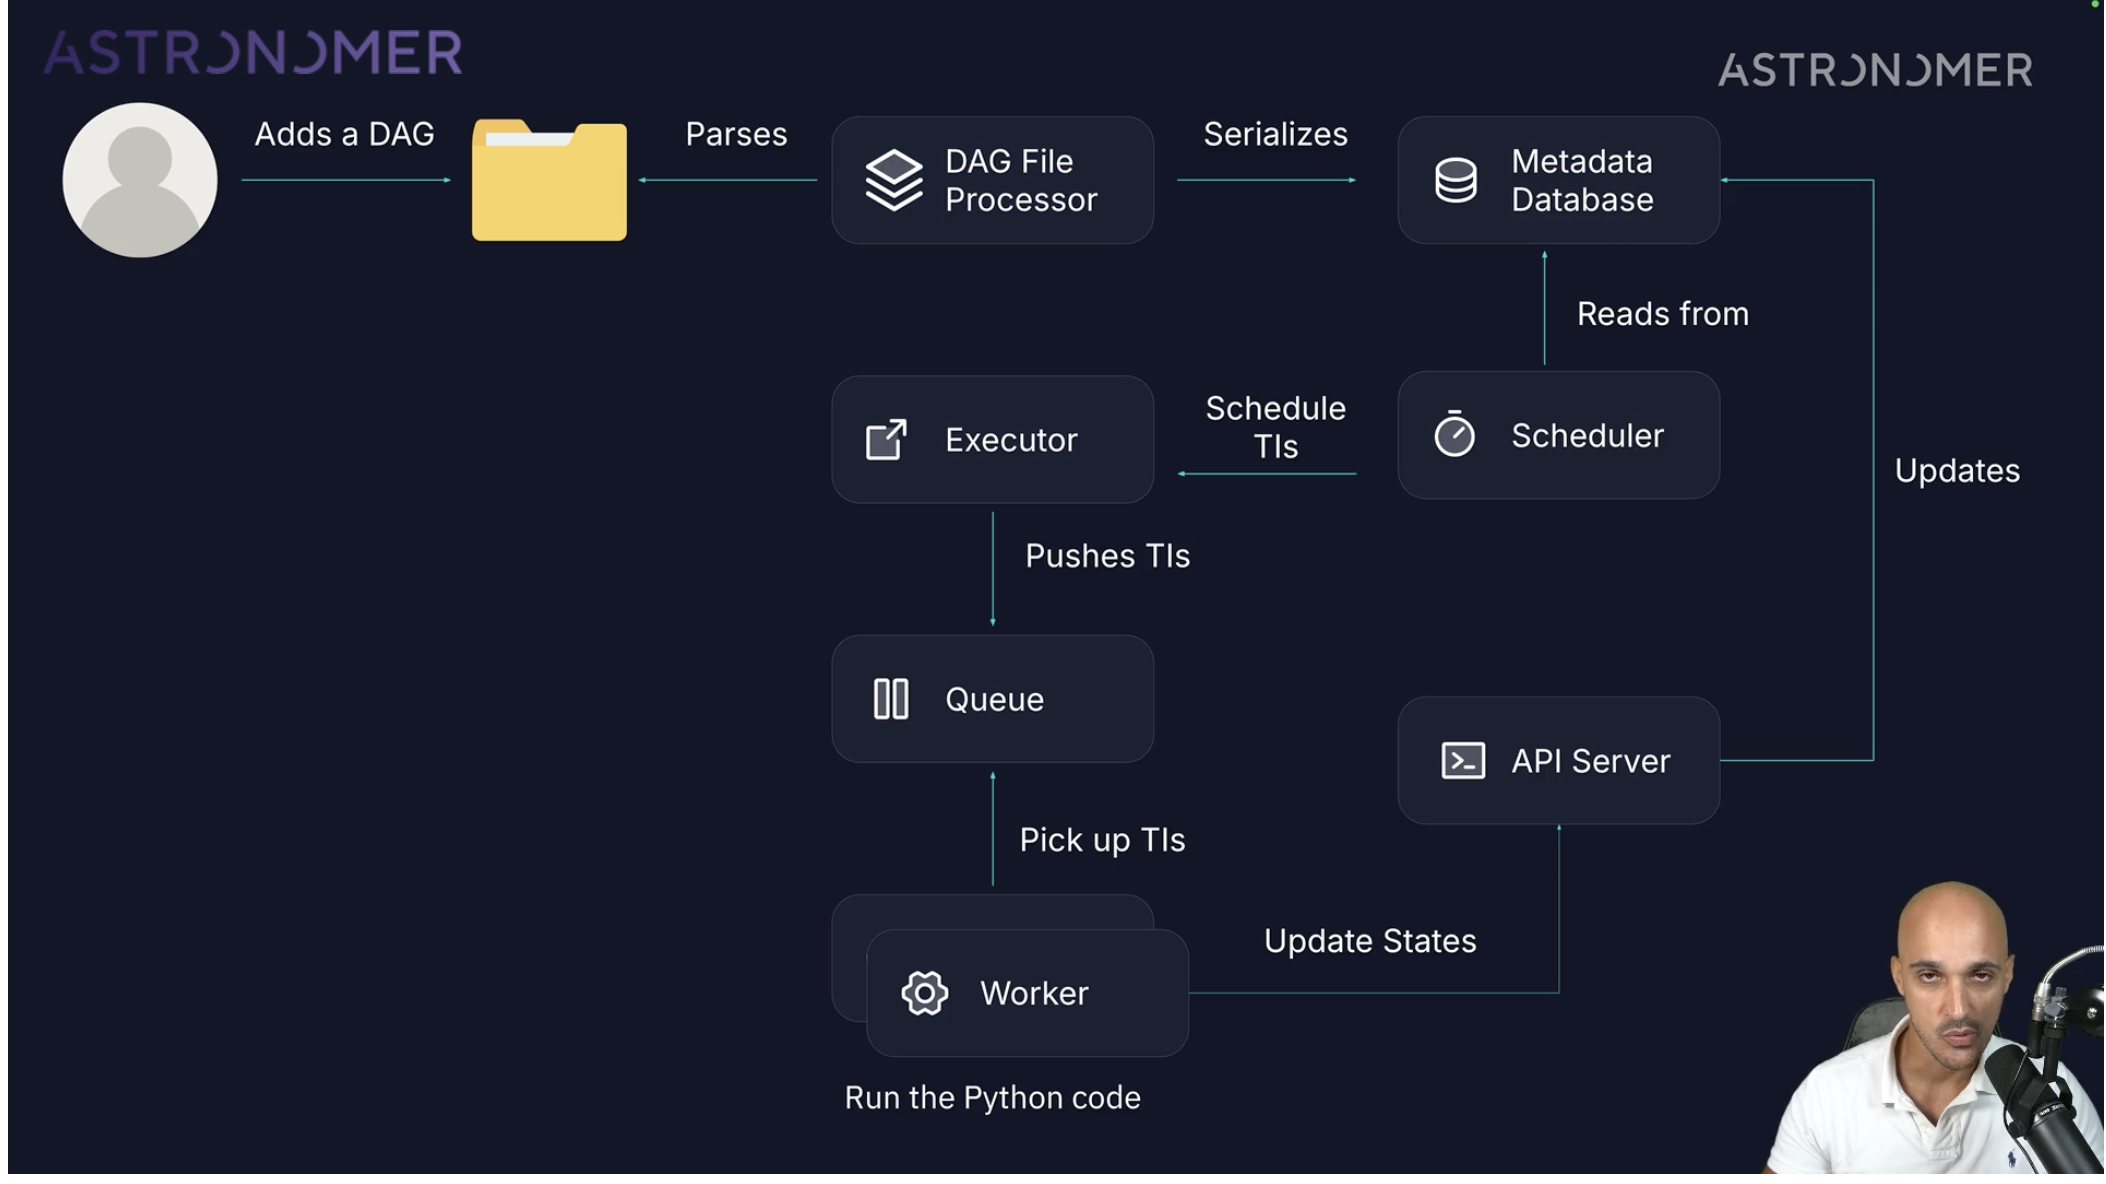 ASTRONOMER
ASTRONOMER
Adds a DAG
Parses
DAG File
Processor
Serializes
Metadata
Database
Reads from
Executor
Schedule
TIs
Scheduler
Updates
Pushes TIs
Queue
API Server
Pick up TIs
Update States
Worker
Run the Python code